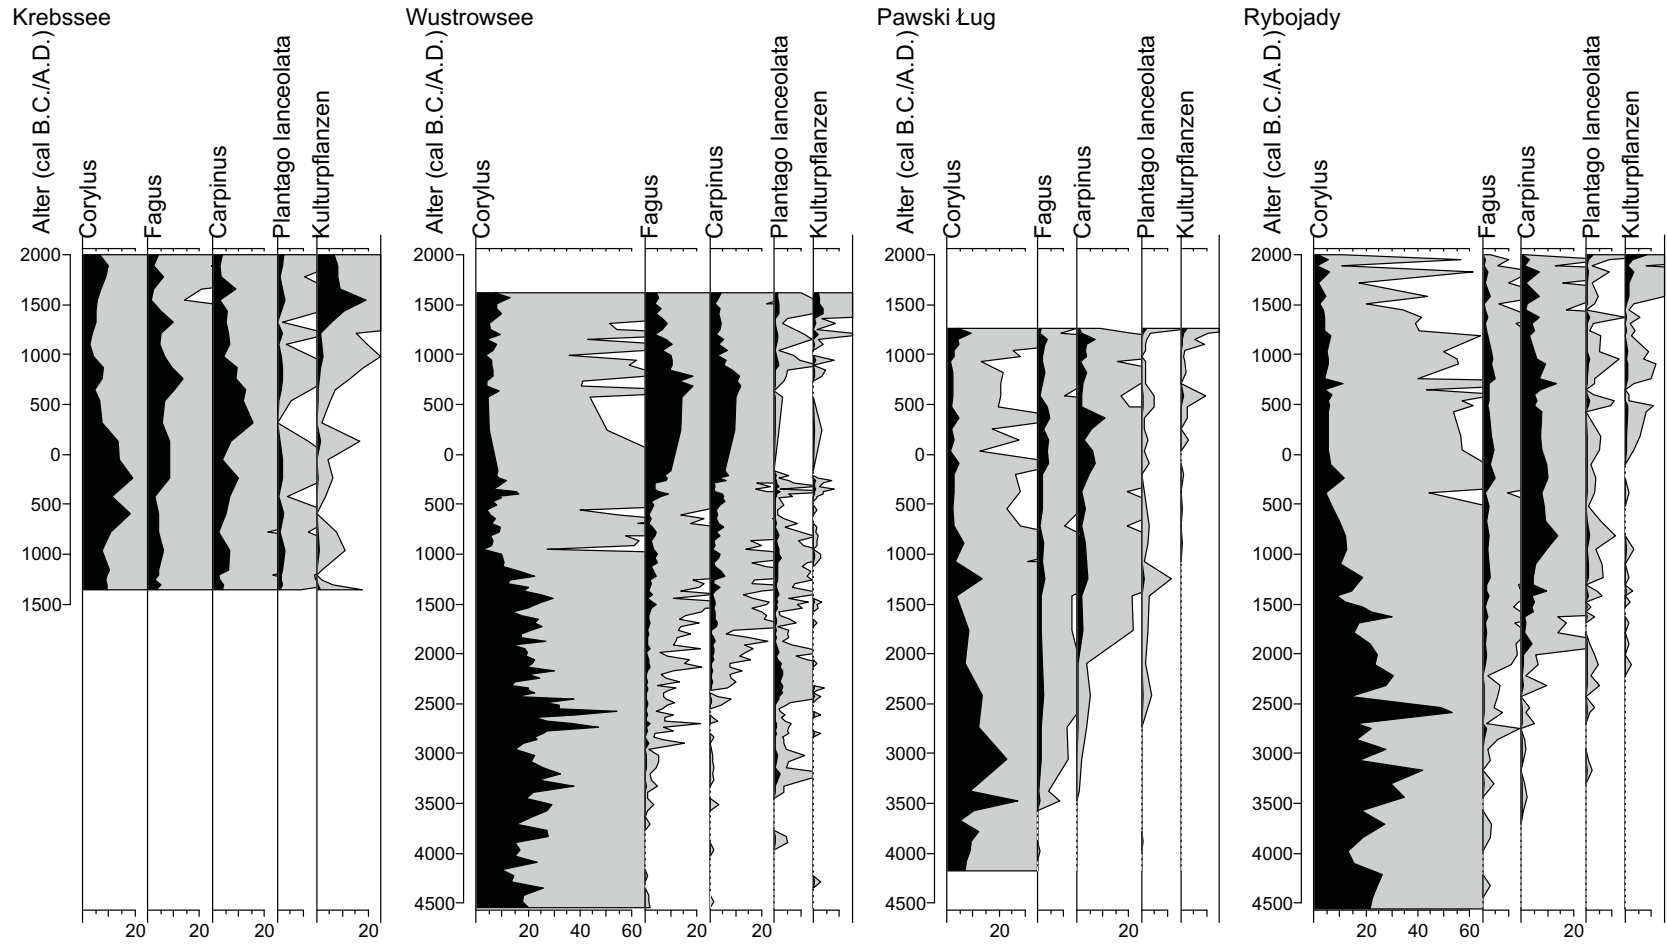 Krebssee
Wustrowsee
Pawski Ług
Rybojady
Alter (cal B.C./A.D.)
Corylus
Fagus
Carpinus
Plantago lanceolata
Kulturpflanzen
Alter (cal B.C./A.D.)
Corylus
Fagus
Carpinus
Plantago lanceolata
Kulturpflanzen
Alter (cal B.C./A.D.)
Corylus
Fagus
Carpinus
Plantago lanceolata
Kulturpflanzen
Alter (cal B.C./A.D.)
Corylus
Fagus
Carpinus
Plantago lanceolata
Kulturpflanzen
2000
1500
1000
500
0
500
1000
1500
20
20
20
20
2000
1500
1000
500
0
500
1000
1500
2000
2500
3000
3500
4000
4500
20 40 60
20
20
2000
1500
1000
500
0
500
1000
1500
2000
2500
3000
3500
4000
4500
20
20
2000
1500
1000
500
0
500
1000
1500
2000
2500
3000
3500
4000
4500
20 40 60
20